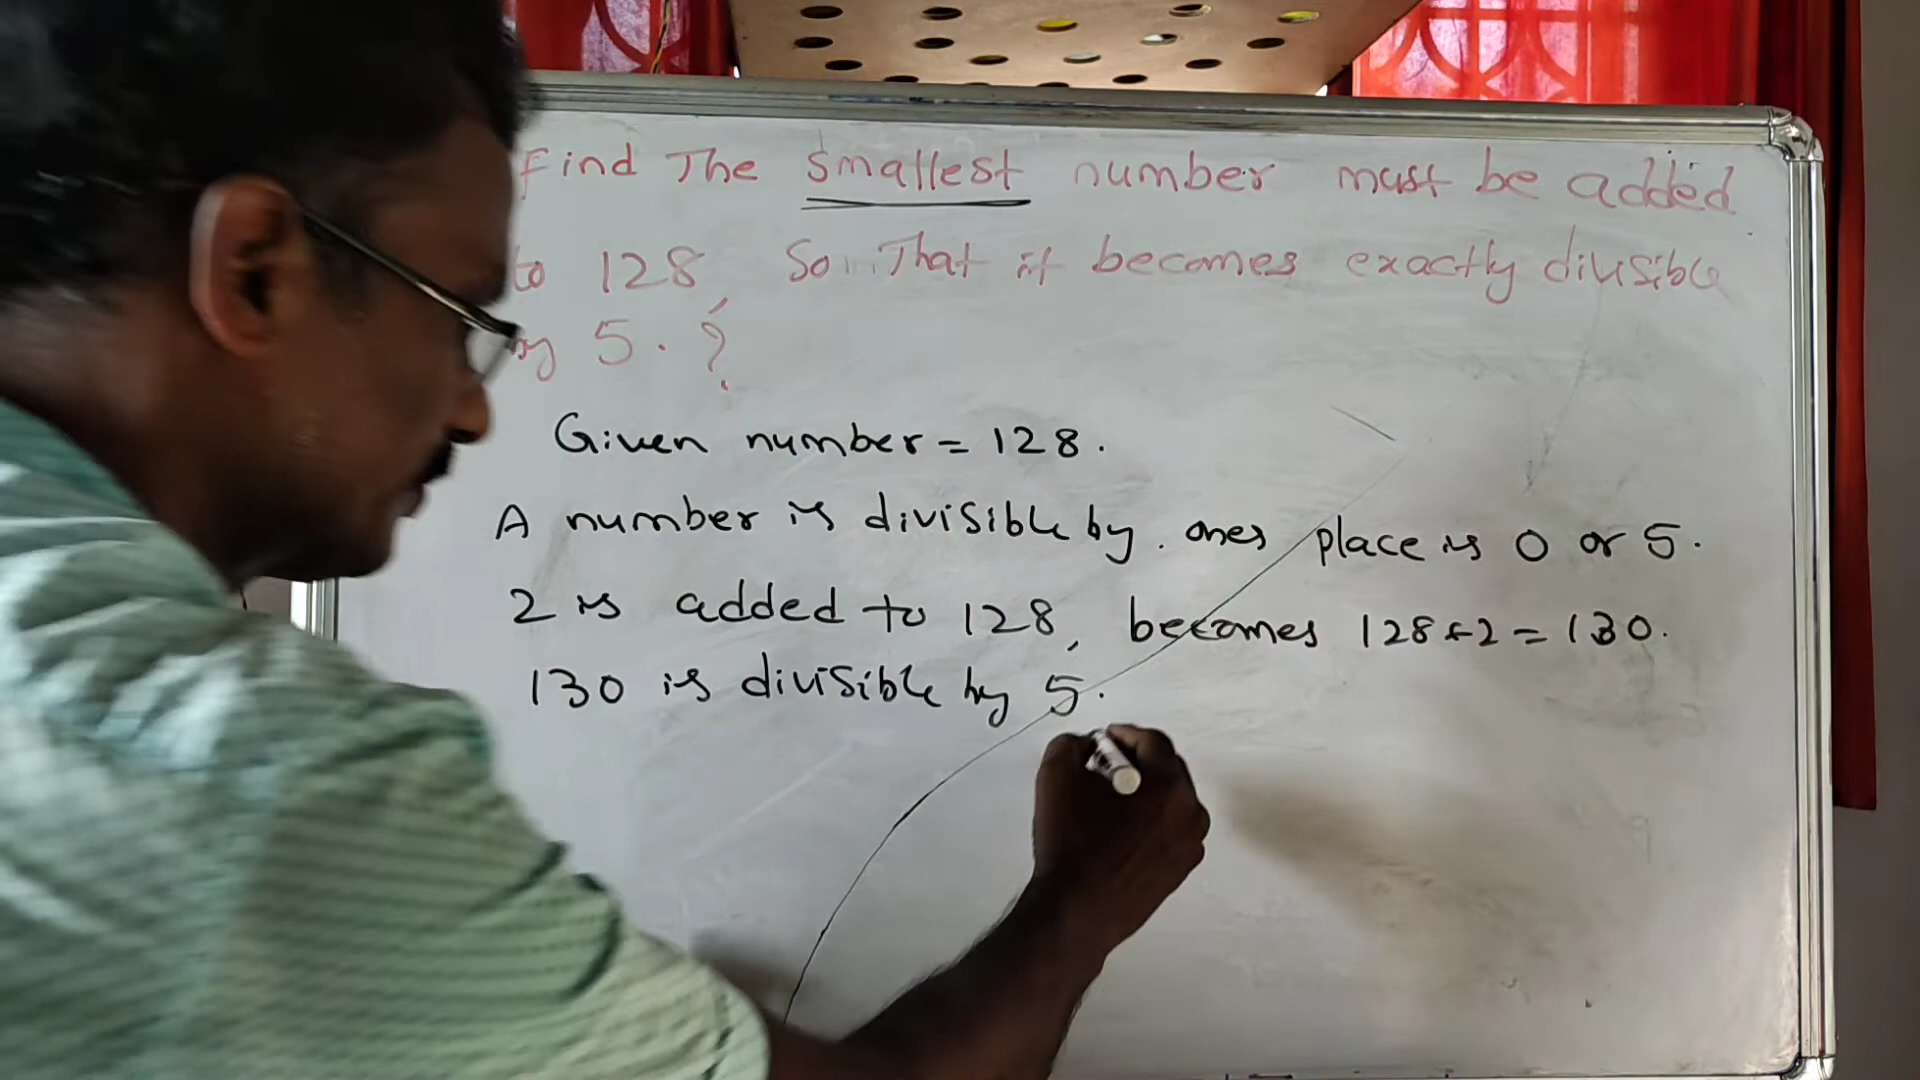 Find The Smallest number must be added
to 128, So That it becomes exactly divisible
by 5. ?
Given number = 128.
A number is divisible by. ones place is 0 or 5.
2 is added to 128, becomes 128+2 = 130.
130 is divisible by 5.